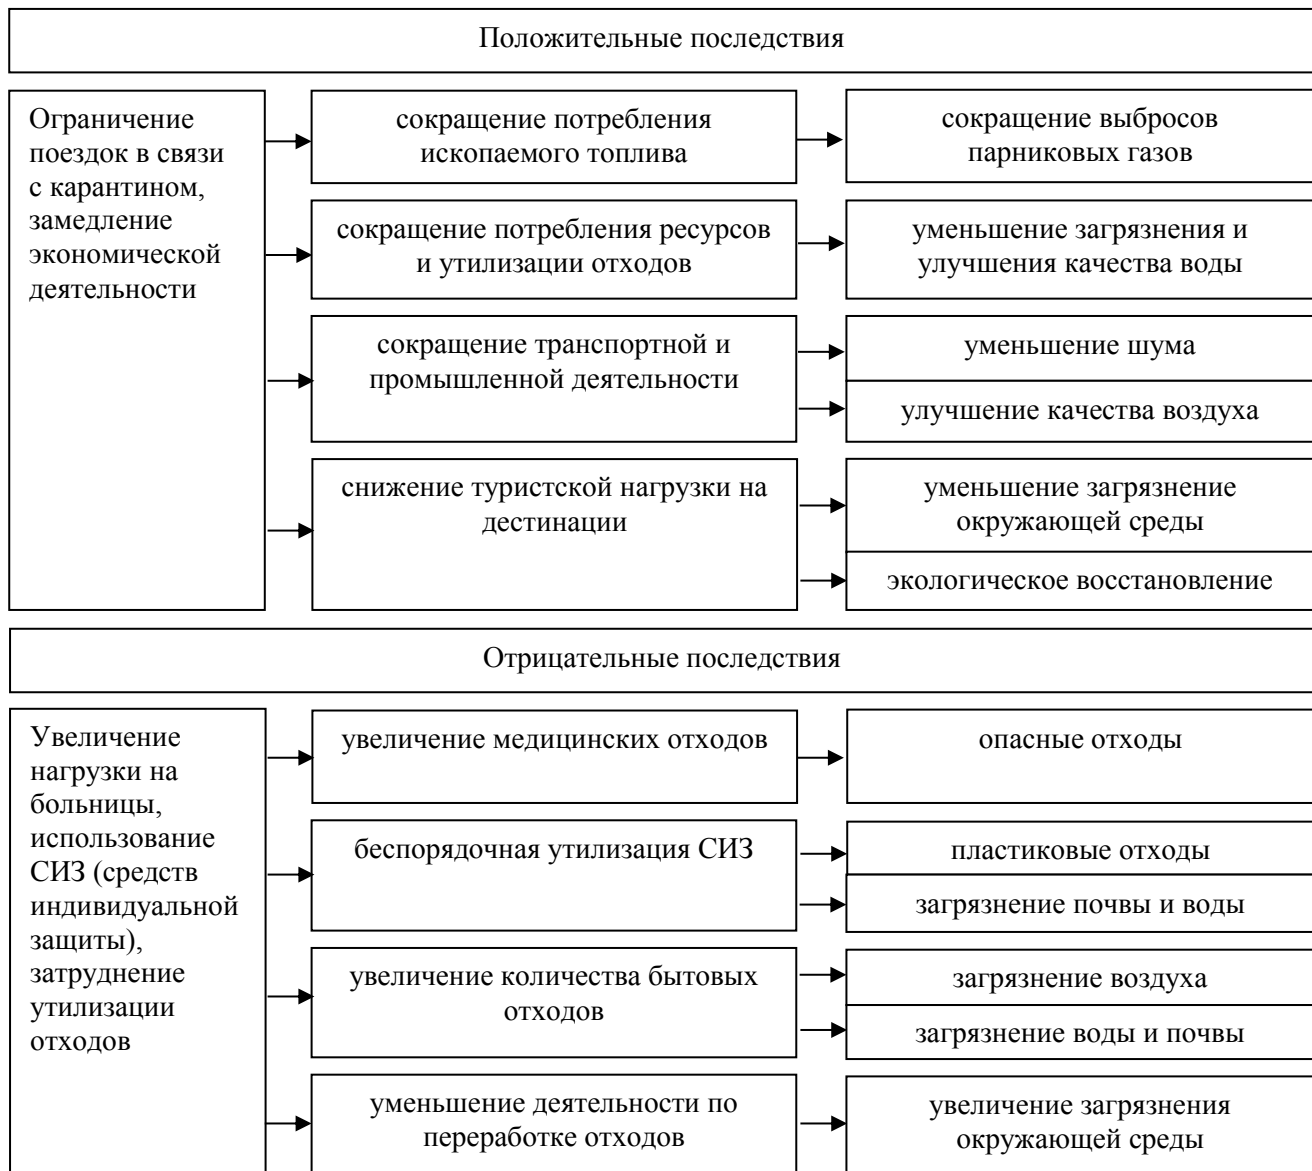 Положительные последствия
Ограничение
поездок в связи
с карантином,
замедление
экономической
деятельности
сокращение потребления
ископаемого топлива
сокращение выбросов
парниковых газов
сокращение потребления ресурсов
и утилизации отходов
уменьшение загрязнения и
улучшения качества воды
сокращение транспортной и
промышленной деятельности
уменьшение шума
улучшение качества воздуха
снижение туристской нагрузки на
дестинации
уменьшение загрязнение
окружающей среды
экологическое восстановление
Отрицательные последствия
Увеличение
нагрузки на
больницы,
использование
СИЗ (средств
индивидуальной
защиты),
затруднение
утилизации
отходов
увеличение медицинских отходов
опасные отходы
беспорядочная утилизация СИЗ
пластиковые отходы
загрязнение почвы и воды
увеличение количества бытовых
отходов
загрязнение воздуха
загрязнение воды и почвы
уменьшение деятельности по
переработке отходов
увеличение загрязнения
окружающей среды